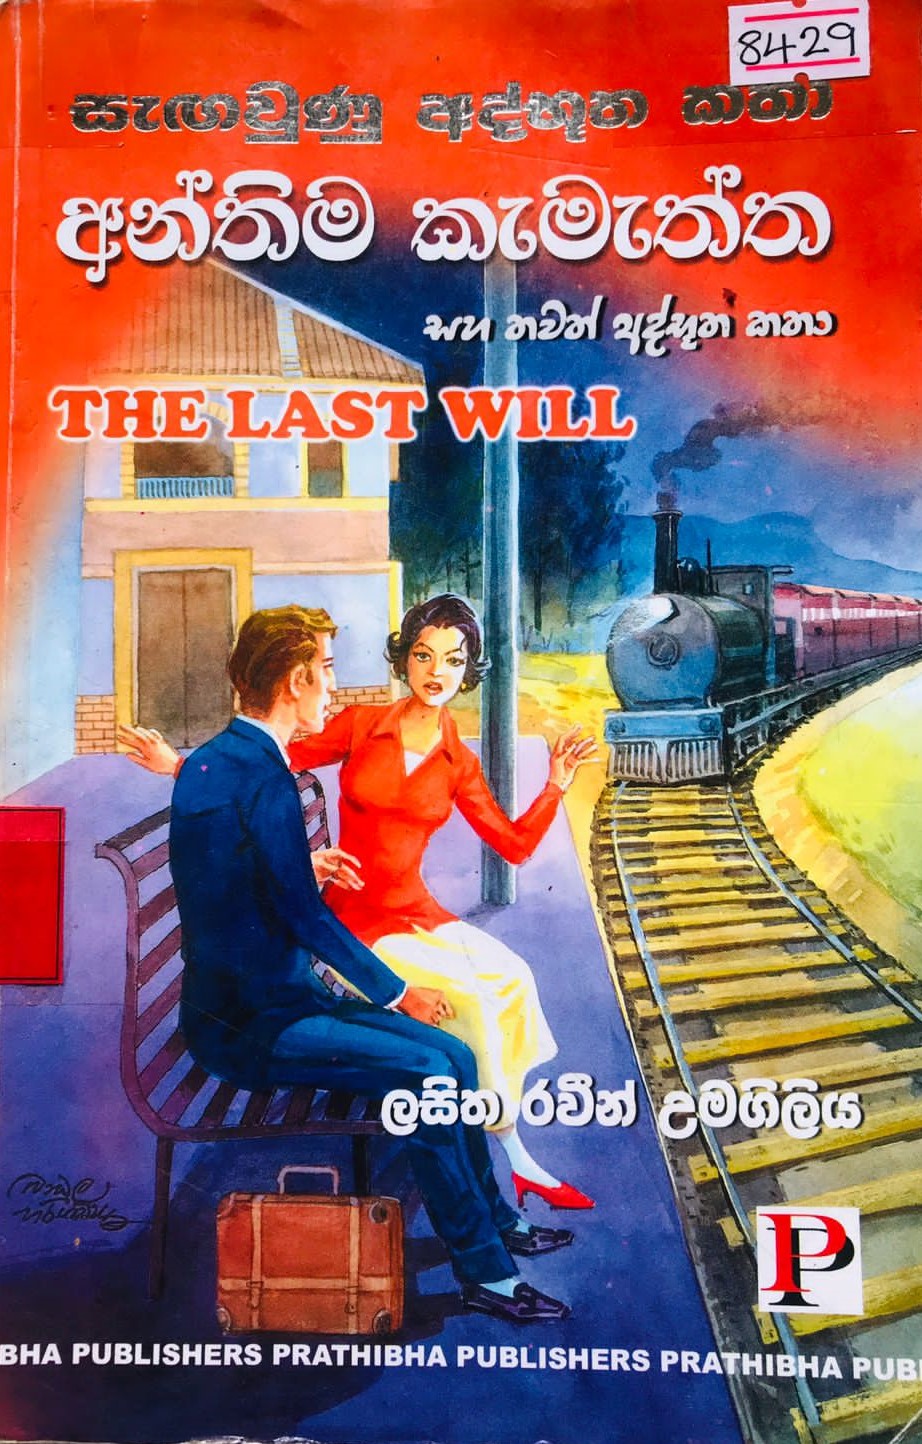 8429
සැඟවුණු අද්භූත කතා
අන්තිම කැමැත්ත
සහ තවත් අද්භූත කතා
THE LAST WILL
ලසිත රවීන් උමගිලිය
P
BHA PUBLISHERS PRATHIBHA PUBLISHERS PRATHIBHA PUB